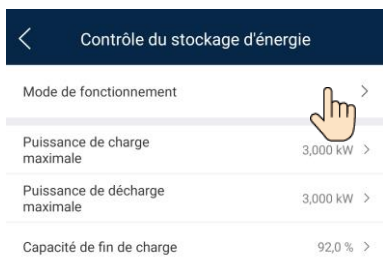 Contrôle du stockage d'énergie
Mode de fonctionnement
Puissance de charge
maximale
3,000 kW
Puissance de décharge
maximale
3,000 kW
Capacité de fin de charge
92,0 %